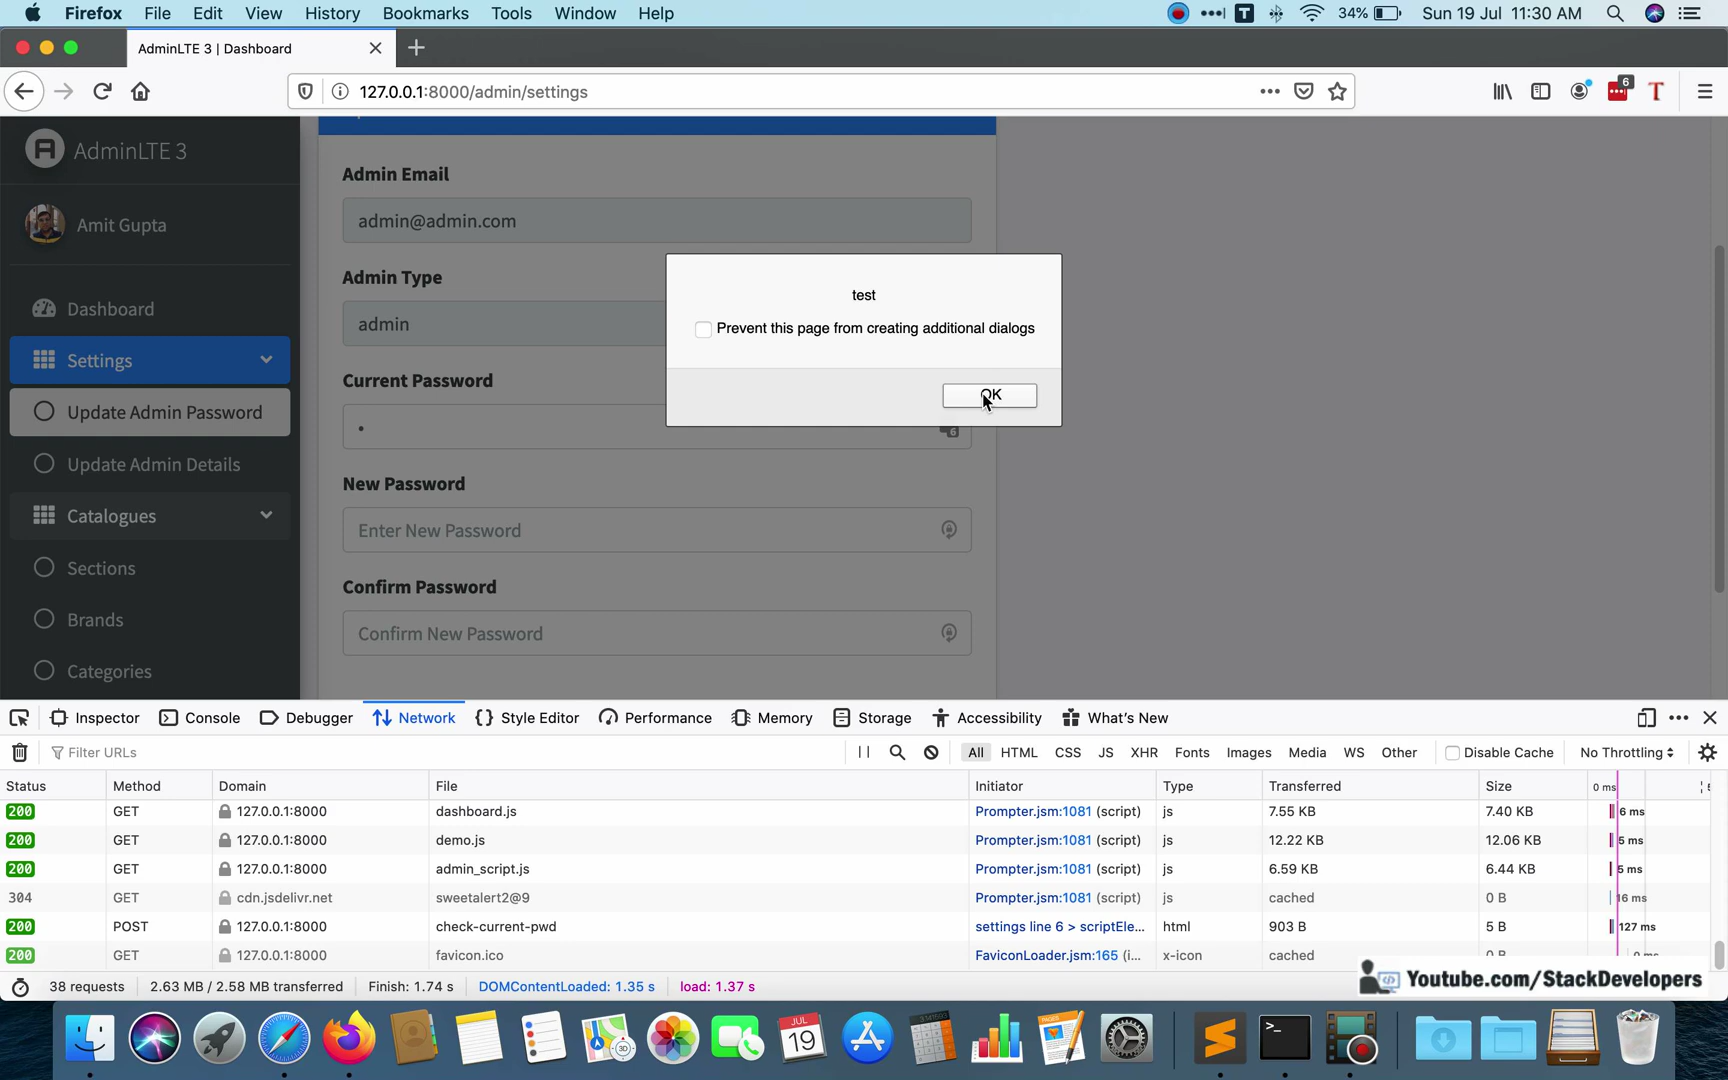 Firefox File Edit View History Bookmarks Tools Window Help
T 34% Sun 19 Jul 11:30 AM
AdminLTE 3 | Dashboard
127.0.0.1:8000/admin/settings
6
T
AdminLTE 3
Amit Gupta
Dashboard
Settings
Update Admin Password
Update Admin Details
Catalogues
Sections
Brands
Categories
Admin Email
admin@admin.com
Admin Type
admin
Current Password
•
6
New Password
Enter New Password
Confirm Password
Confirm New Password
test
Prevent this page from creating additional dialogs
OK
Inspector Console Debugger Network Style Editor Performance Memory Storage Accessibility What's New
Filter URLs All HTML CSS JS XHR Fonts Images Media WS Other Disable Cache No Throttling
Status Method Domain File Initiator Type Transferred Size 0 ms
200 GET 127.0.0.1:8000 dashboard.js Prompter.jsm:1081 (script) js 7.55 KB 7.40 KB 6 ms
200 GET 127.0.0.1:8000 demo.js Prompter.jsm:1081 (script) js 12.22 KB 12.06 KB 5 ms
200 GET 127.0.0.1:8000 admin_script.js Prompter.jsm:1081 (script) js 6.59 KB 6.44 KB 5 ms
304 GET cdn.jsdelivr.net sweetalert2@9 Prompter.jsm:1081 (script) js cached 0 B 16 ms
200 POST 127.0.0.1:8000 check-current-pwd settings line 6 > scriptEle... html 903 B 5 B 127 ms
200 GET 127.0.0.1:8000 favicon.ico FaviconLoader.jsm:165 (i... x-icon cached 0 B 0 ms
38 requests 2.63 MB / 2.58 MB transferred Finish: 1.74 s DOMContentLoaded: 1.35 s load: 1.37 s
Youtube.com/StackDevelopers
JUL
19
3D
PAGES
>_